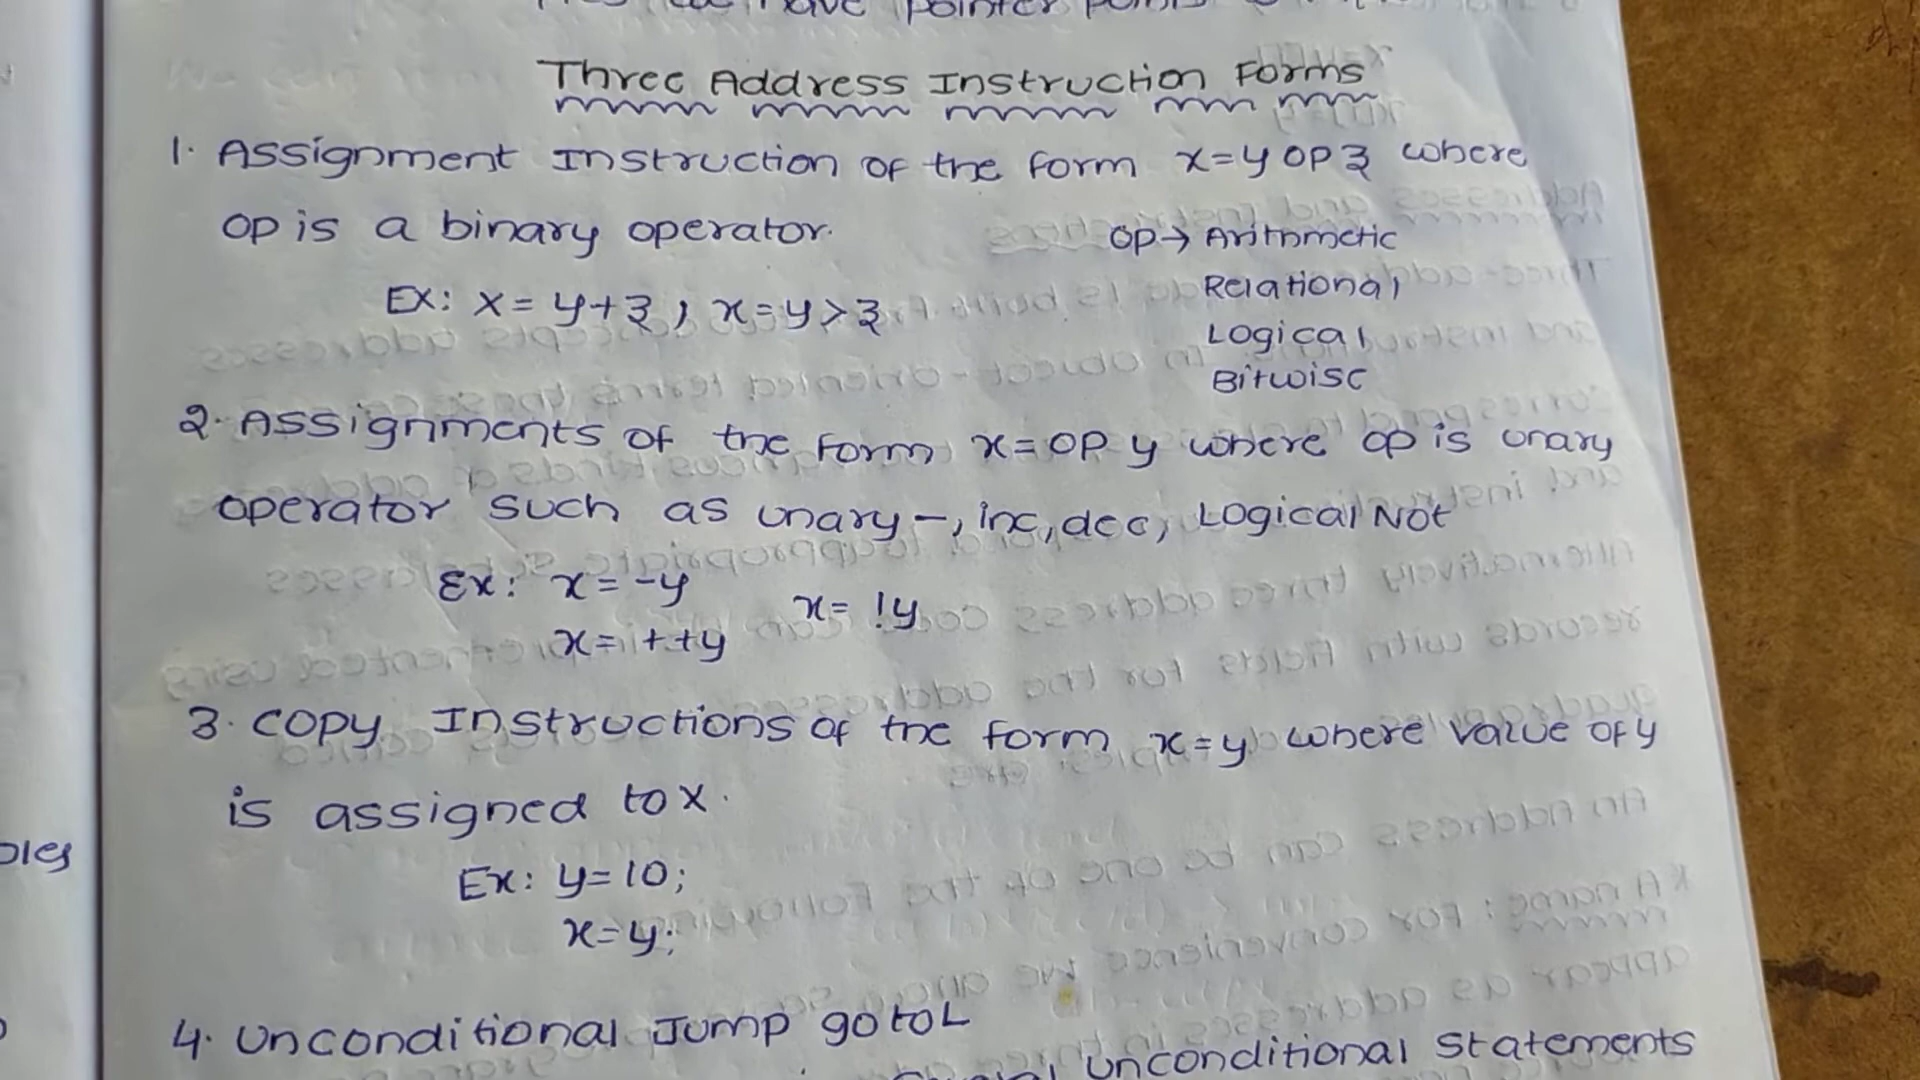 have pointer
Three Address Instruction Forms
1. Assignment Instruction of the form x=y op z where
op is a binary operator.
op→ Arithmetic
Relational
Ex: x = y+z, x=y>z
Logical
Bitwise
2. Assignments of the form x=op y where op is unary
operator such as unary -, inc, dec, Logical Not
Ex: x = -y
x= !y
x=i++y
3. Copy Instructions of the form x=y where value of y
is assigned to x.
Ex: y=10;
x=y;
4. Unconditional Jump goto L
unconditional statements